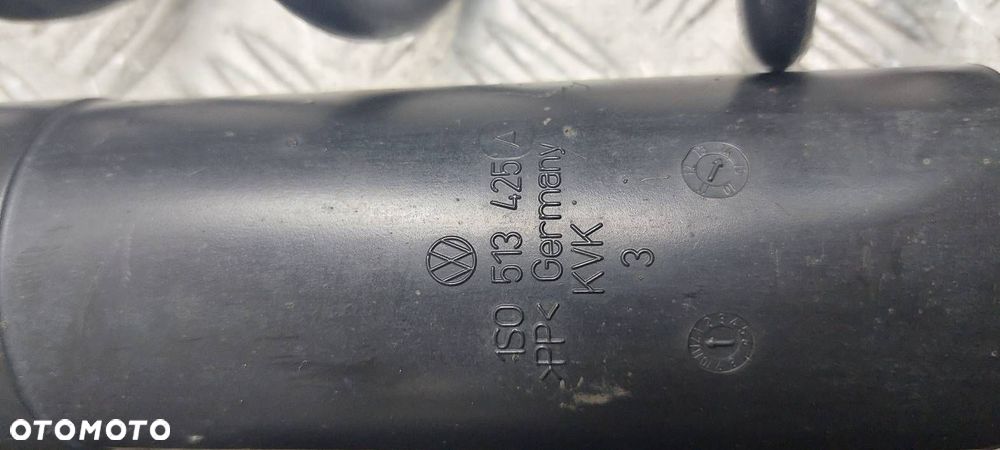 1S0 513 425 A
>PP< Germany
KVK
3
OTOMOTO